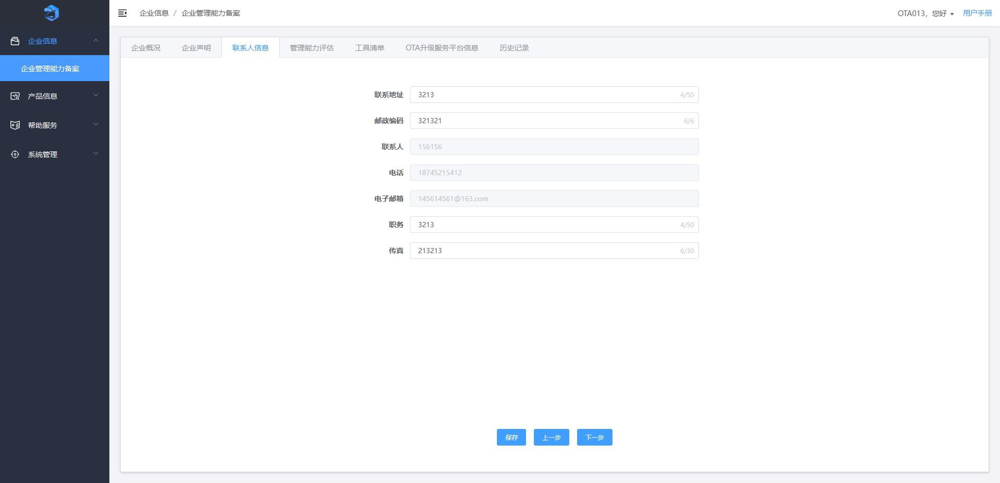 企业信息 / 企业管理能力备案
OTA013，您好 用户手册
企业信息
企业管理能力备案
产品信息
帮助服务
系统管理
企业概况 企业声明 联系人信息 管理能力评估 工具清单 OTA升级服务平台信息 历史记录
联系地址 3213 4/50
邮政编码 321321 6/6
联系人 156156
电话 18745215412
电子邮箱 145614561@163.com
职务 3213 4/50
传真 213213 6/30
保存 上一步 下一步